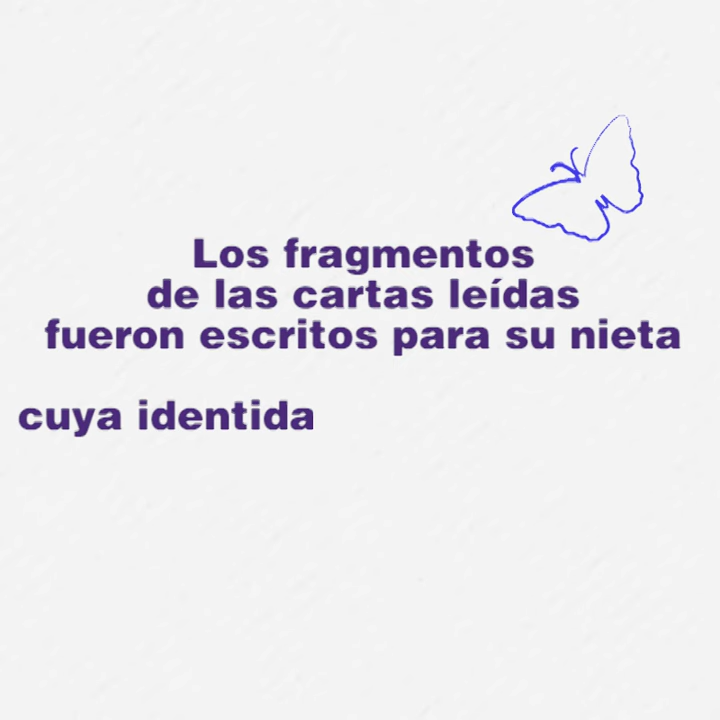 Los fragmentos
de las cartas leídas
fueron escritos para su nieta
cuya identida